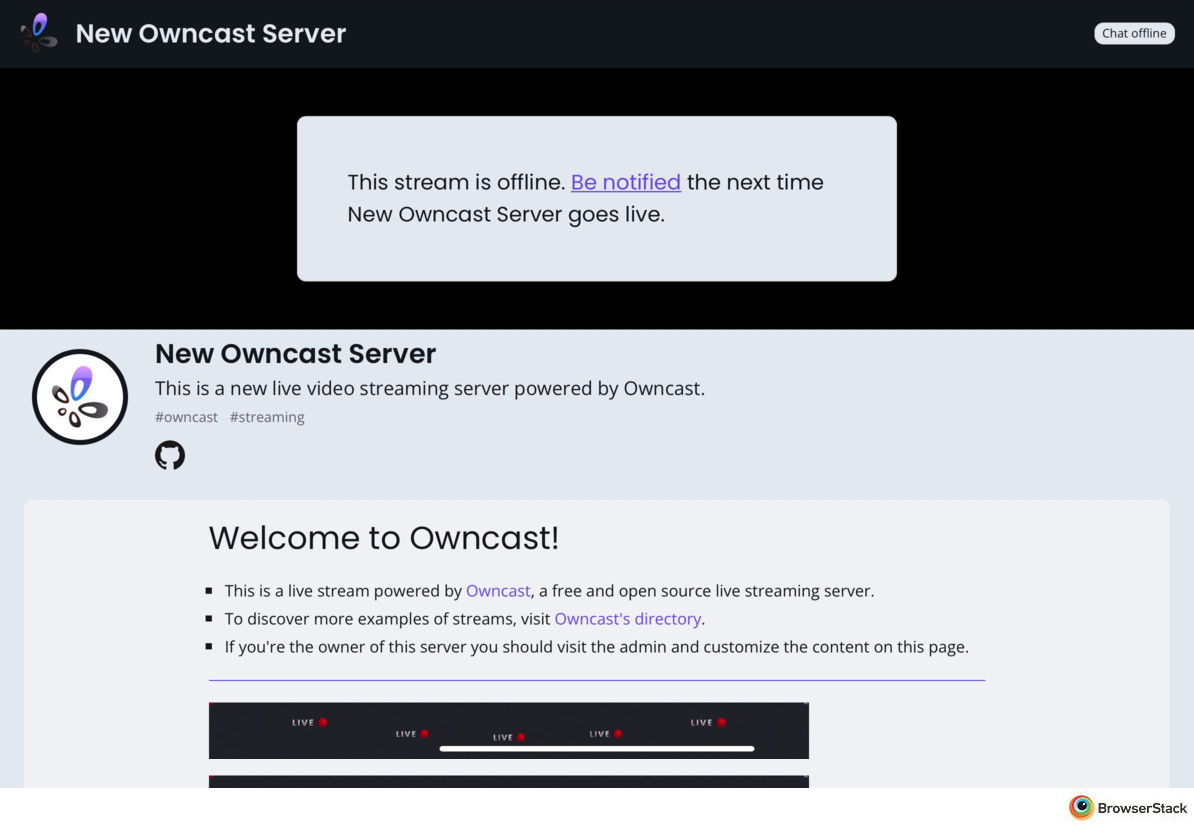 New Owncast Server
Chat offline
This stream is offline. Be notified the next time
New Owncast Server goes live.
New Owncast Server
This is a new live video streaming server powered by Owncast.
#owncast #streaming
Welcome to Owncast!
This is a live stream powered by Owncast, a free and open source live streaming server.
To discover more examples of streams, visit Owncast's directory.
If you're the owner of this server you should visit the admin and customize the content on this page.
LIVE
LIVE
LIVE
LIVE
LIVE
BrowserStack